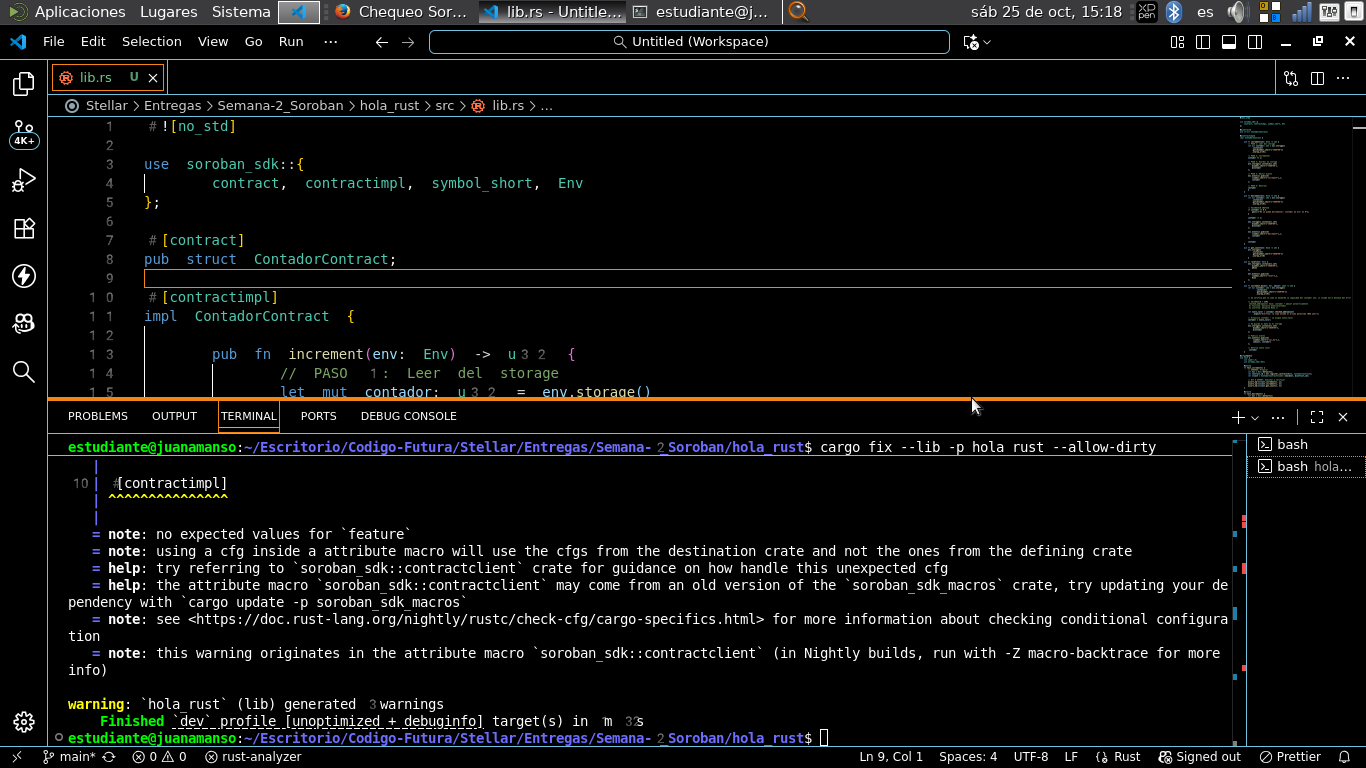 Aplicaciones Lugares Sistema Chequeo Sor... lib.rs - Untitle... estudiante@j... sáb 25 de oct, 15:18 XP PEN es
File Edit Selection View Go Run ··· Untitled (Workspace)
lib.rs U
Stellar > Entregas > Semana-2_Soroban > hola_rust > src > lib.rs > ...
4K+
1 #![no_std]
2
3 use soroban_sdk::{
4 contract, contractimpl, symbol_short, Env
5 };
6
7 #[contract]
8 pub struct ContadorContract;
9
10 #[contractimpl]
11 impl ContadorContract {
12
13 pub fn increment(env: Env) -> u32 {
14 // PASO 1: Leer del storage
15 let mut contador: u32 = env.storage()
PROBLEMS OUTPUT TERMINAL PORTS DEBUG CONSOLE
estudiante@juanamanso:~/Escritorio/Codigo-Futura/Stellar/Entregas/Semana-2_Soroban/hola_rust$ cargo fix --lib -p hola rust --allow-dirty
|
10 | #[contractimpl]
| ^^^^^^^^^^^^^^^
|
= note: no expected values for `feature`
= note: using a cfg inside a attribute macro will use the cfgs from the destination crate and not the ones from the defining crate
= help: try referring to `soroban_sdk::contractclient` crate for guidance on how handle this unexpected cfg
= help: the attribute macro `soroban_sdk::contractclient` may come from an old version of the `soroban_sdk_macros` crate, try updating your de
pendency with `cargo update -p soroban_sdk_macros`
= note: see <https://doc.rust-lang.org/nightly/rustc/check-cfg/cargo-specifics.html> for more information about checking conditional configura
tion
= note: this warning originates in the attribute macro `soroban_sdk::contractclient` (in Nightly builds, run with -Z macro-backtrace for more
info)
warning: `hola_rust` (lib) generated 3 warnings
Finished `dev` profile [unoptimized + debuginfo] target(s) in 1m 32s
estudiante@juanamanso:~/Escritorio/Codigo-Futura/Stellar/Entregas/Semana-2_Soroban/hola_rust$
bash
bash hola...
main* 0 0 rust-analyzer Ln 9, Col 1 Spaces: 4 UTF-8 LF {} Rust Signed out Prettier